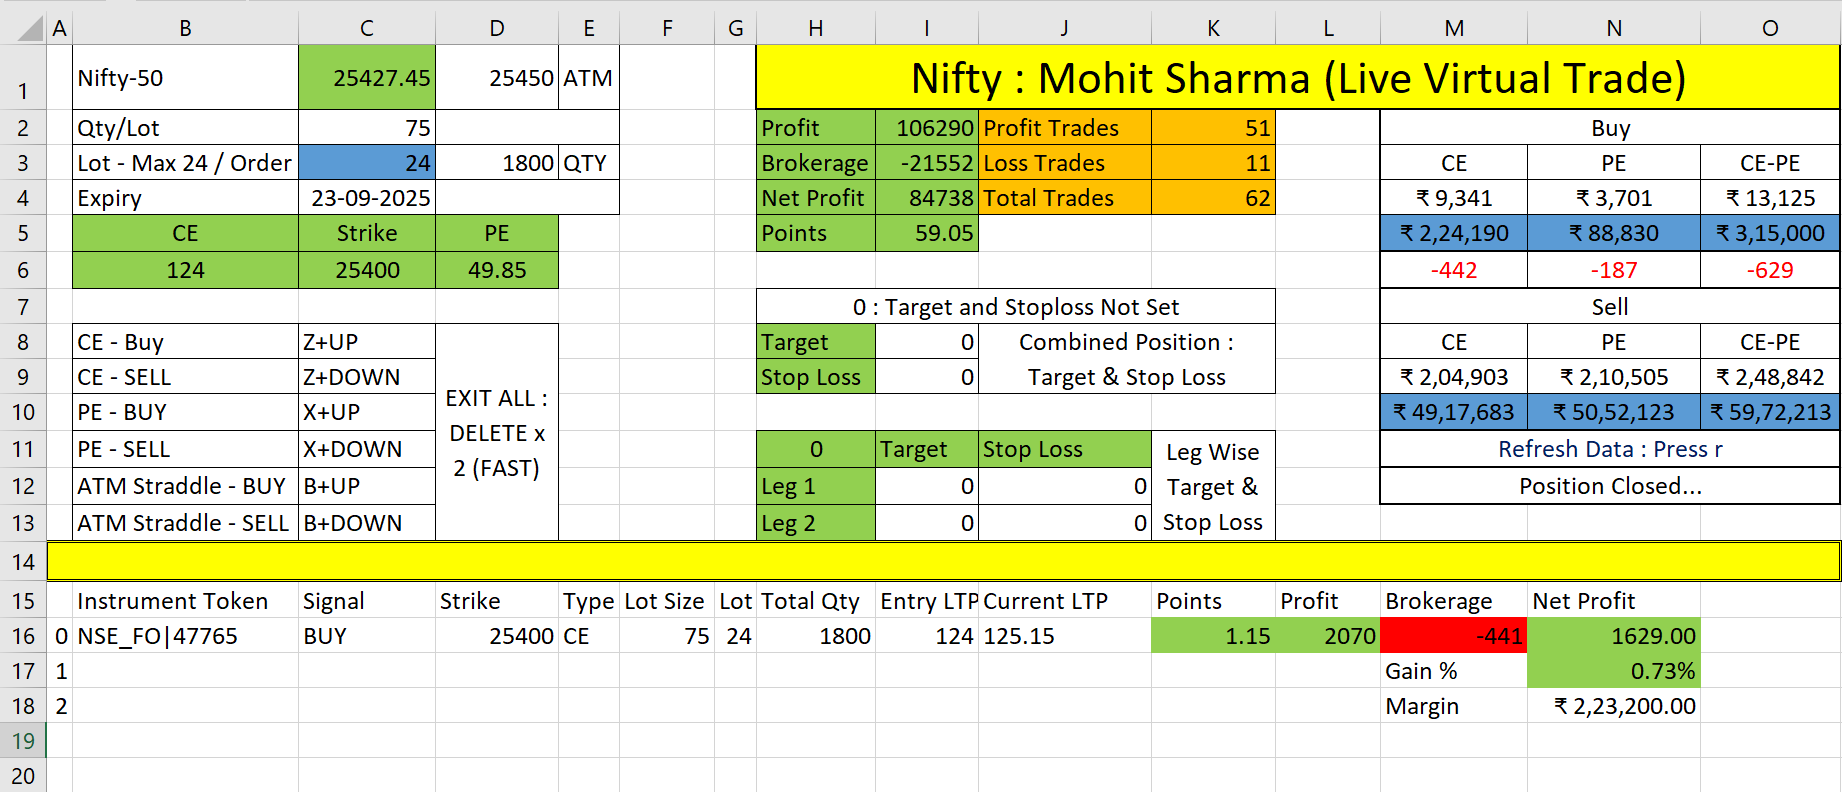 A B C D E F G H I J K L M N O
1 Nifty-50 25427.45 25450 ATM Nifty : Mohit Sharma (Live Virtual Trade)
2 Qty/Lot 75 Profit 106290 Profit Trades 51 Buy
3 Lot - Max 24 / Order 24 1800 QTY Brokerage -21552 Loss Trades 11 CE PE CE-PE
4 Expiry 23-09-2025 Net Profit 84738 Total Trades 62 ₹ 9,341 ₹ 3,701 ₹ 13,125
5 CE Strike PE Points 59.05 ₹ 2,24,190 ₹ 88,830 ₹ 3,15,000
6 124 25400 49.85 -442 -187 -629
7 0 : Target and Stoploss Not Set Sell
8 CE - Buy Z+UP Target 0 Combined Position : CE PE CE-PE
9 CE - SELL Z+DOWN EXIT ALL : Stop Loss 0 Target & Stop Loss ₹ 2,04,903 ₹ 2,10,505 ₹ 2,48,842
10 PE - BUY X+UP DELETE x ₹ 49,17,683 ₹ 50,52,123 ₹ 59,72,213
11 PE - SELL X+DOWN 2 (FAST) 0 Target Stop Loss Leg Wise Refresh Data : Press r
12 ATM Straddle - BUY B+UP Leg 1 0 0 Target & Position Closed...
13 ATM Straddle - SELL B+DOWN Leg 2 0 0 Stop Loss
14
15 Instrument Token Signal Strike Type Lot Size Lot Total Qty Entry LTP Current LTP Points Profit Brokerage Net Profit
16 0 NSE_FO|47765 BUY 25400 CE 75 24 1800 124 125.15 1.15 2070 -441 1629.00
17 1 Gain % 0.73%
18 2 Margin ₹ 2,23,200.00
19
20